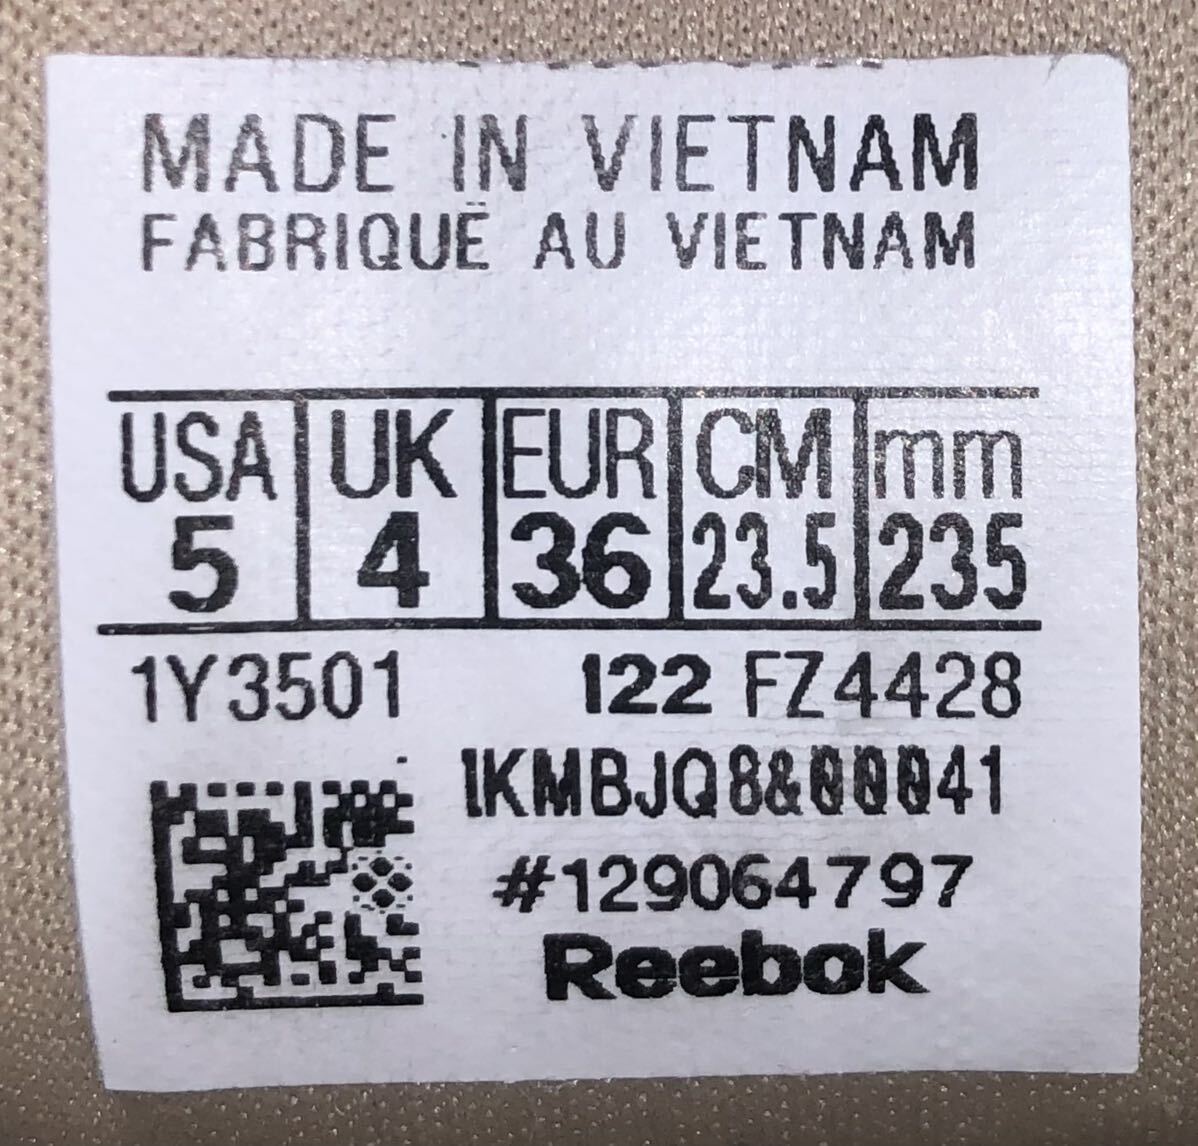 MADE IN VIETNAM
FABRIQUÉ AU VIETNAM
USA UK EUR CM mm
5 4 36 23.5 235
1Y3501 122 FZ4428
1KMBJQ8&00041
#129064797
Reebok